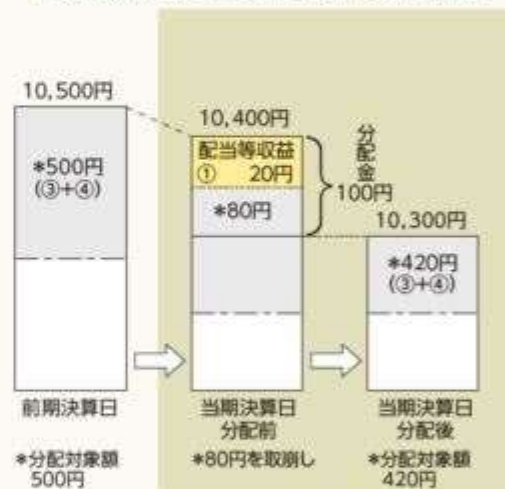 10,500円
*500円
(③+④)
前期決算日
*分配対象額
500円
10,400円
配当等収益
① 20円
*80円
分配金
100円
当期決算日
分配前
*80円を取崩し
10,300円
*420円
(③+④)
当期決算日
分配後
*分配対象額
420円